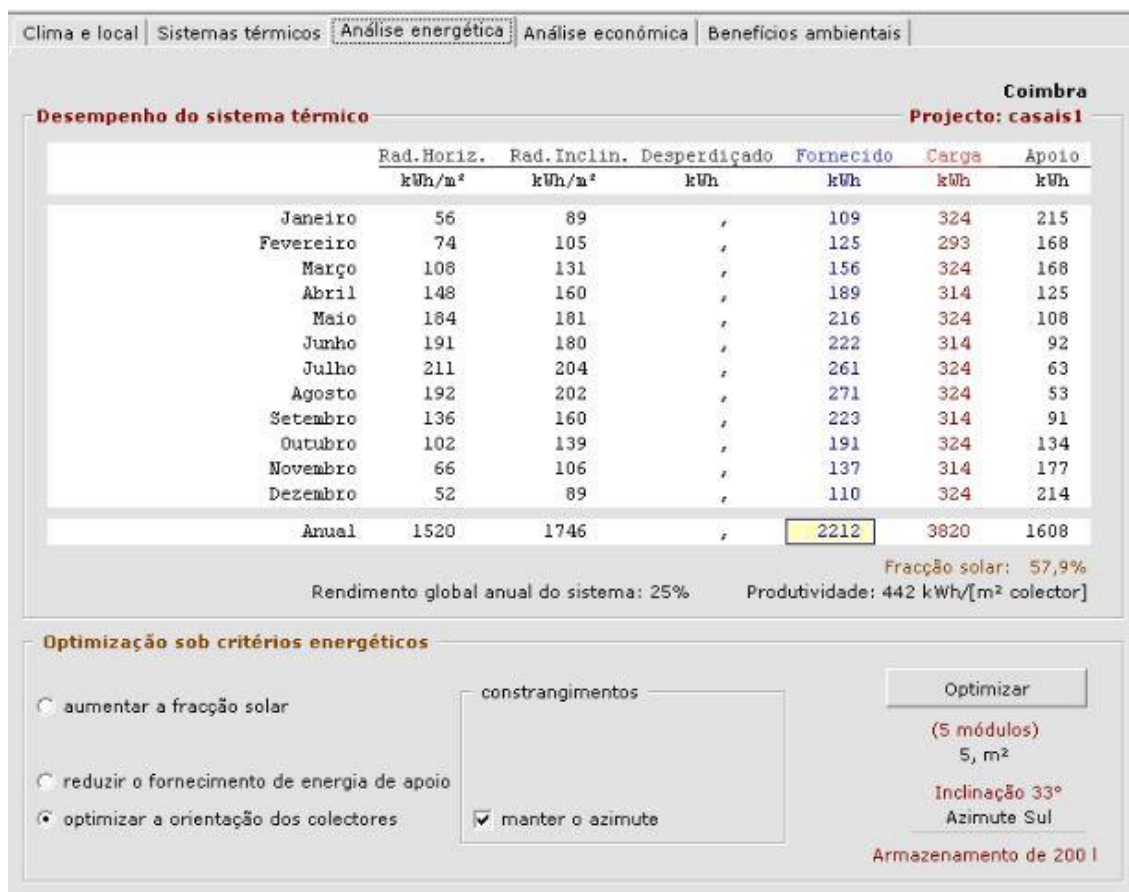 Clima e local Sistemas térmicos Análise energética Análise económica Benefícios ambientais
Coimbra
Desempenho do sistema térmico Projecto: casais1
Rad.Horiz. Rad.Inclin. Desperdiçado Fornecido Carga Apoio
kWh/m² kWh/m² kWh kWh kWh kWh
Janeiro 56 89 , 109 324 215
Fevereiro 74 105 , 125 293 168
Março 108 131 , 156 324 168
Abril 148 160 , 189 314 125
Maio 184 181 , 216 324 108
Junho 191 180 , 222 314 92
Julho 211 204 , 261 324 63
Agosto 192 202 , 271 324 53
Setembro 136 160 , 223 314 91
Outubro 102 139 , 191 324 134
Novembro 66 106 , 137 314 177
Dezembro 52 89 , 110 324 214
Anual 1520 1746 , 2212 3820 1608
Fracção solar: 57,9%
Rendimento global anual do sistema: 25% Produtividade: 442 kWh/[m² colector]
Optimização sob critérios energéticos
constrangimentos
Optimizar
aumentar a fracção solar
(5 módulos)
5, m²
reduzir o fornecimento de energia de apoio
Inclinação 33°
optimizar a orientação dos colectores manter o azimute Azimute Sul
Armazenamento de 200 l